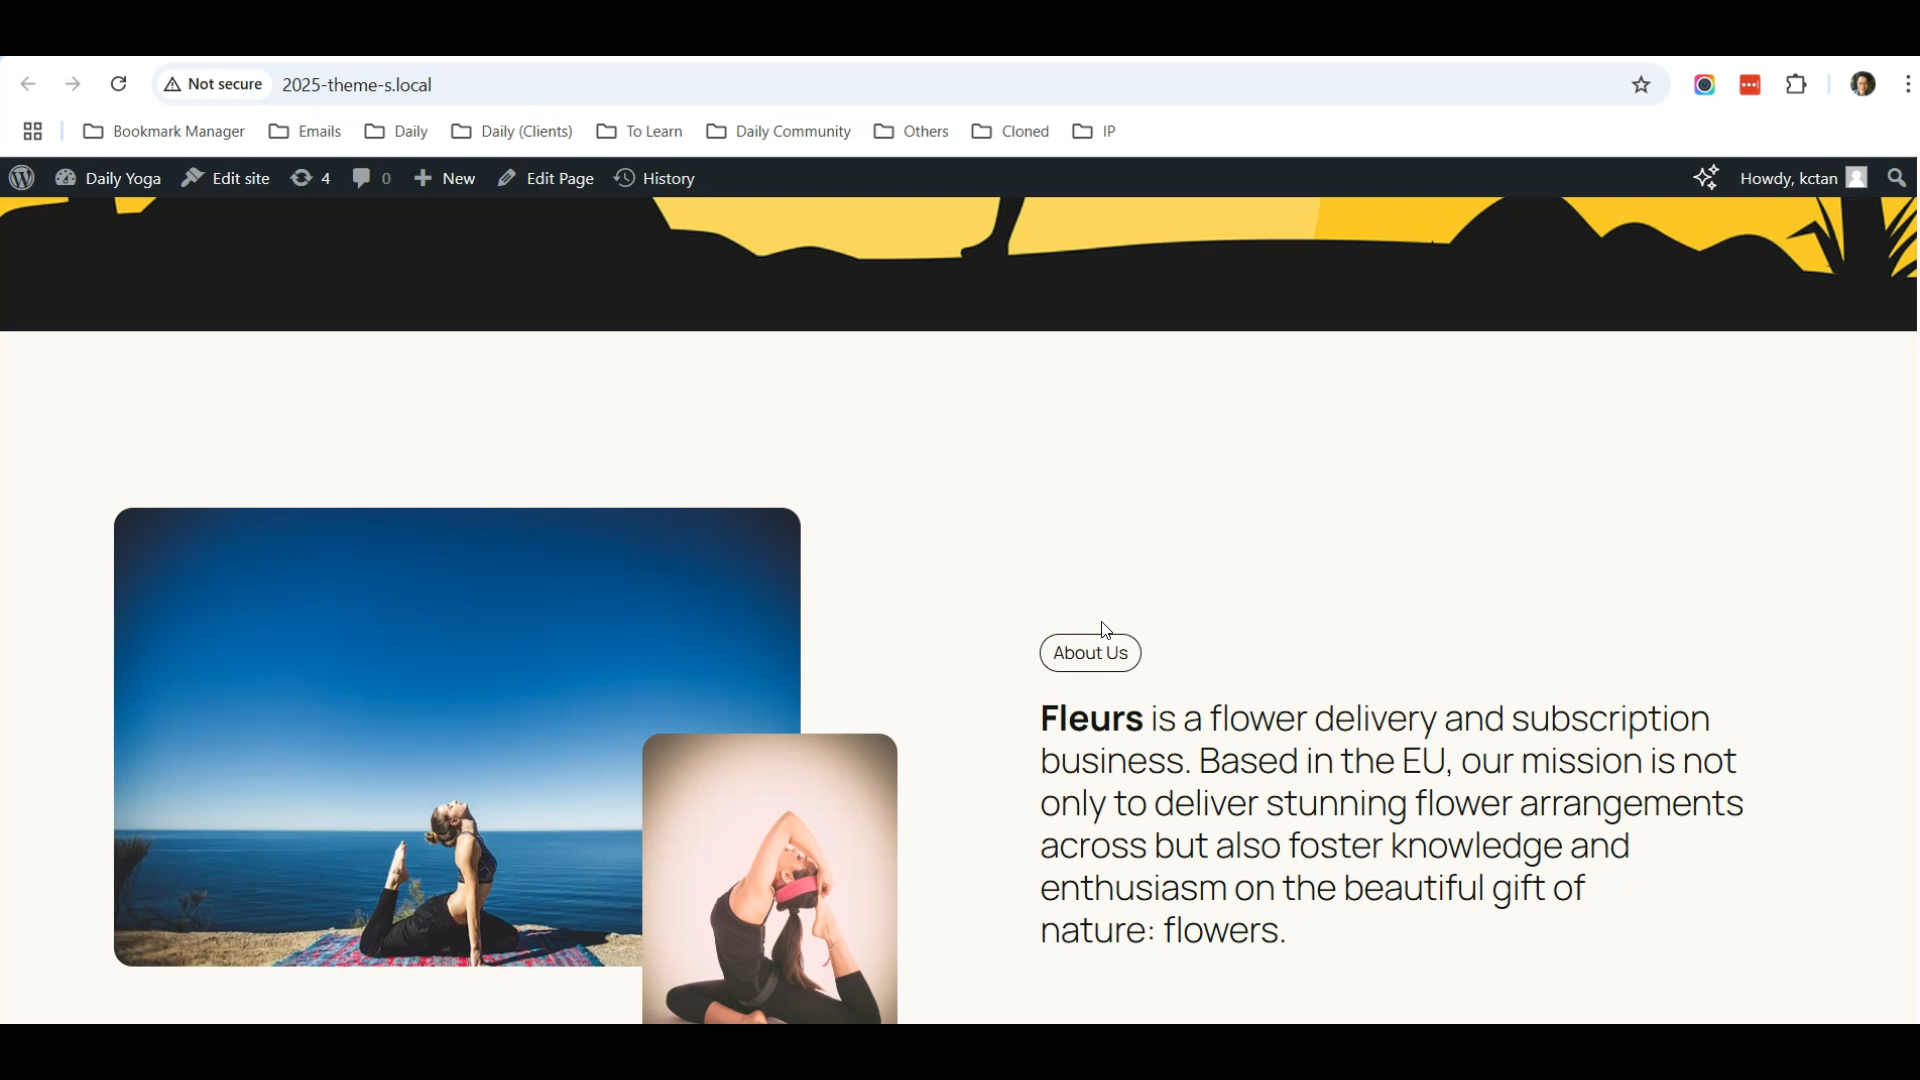 Not secure 2025-theme-s.local
Bookmark Manager Emails Daily Daily (Clients) To Learn Daily Community Others Cloned IP
Daily Yoga Edit site 4 0 New Edit Page History Howdy, kctan
About Us
Fleurs is a flower delivery and subscription
business. Based in the EU, our mission is not
only to deliver stunning flower arrangements
across but also foster knowledge and
enthusiasm on the beautiful gift of
nature: flowers.